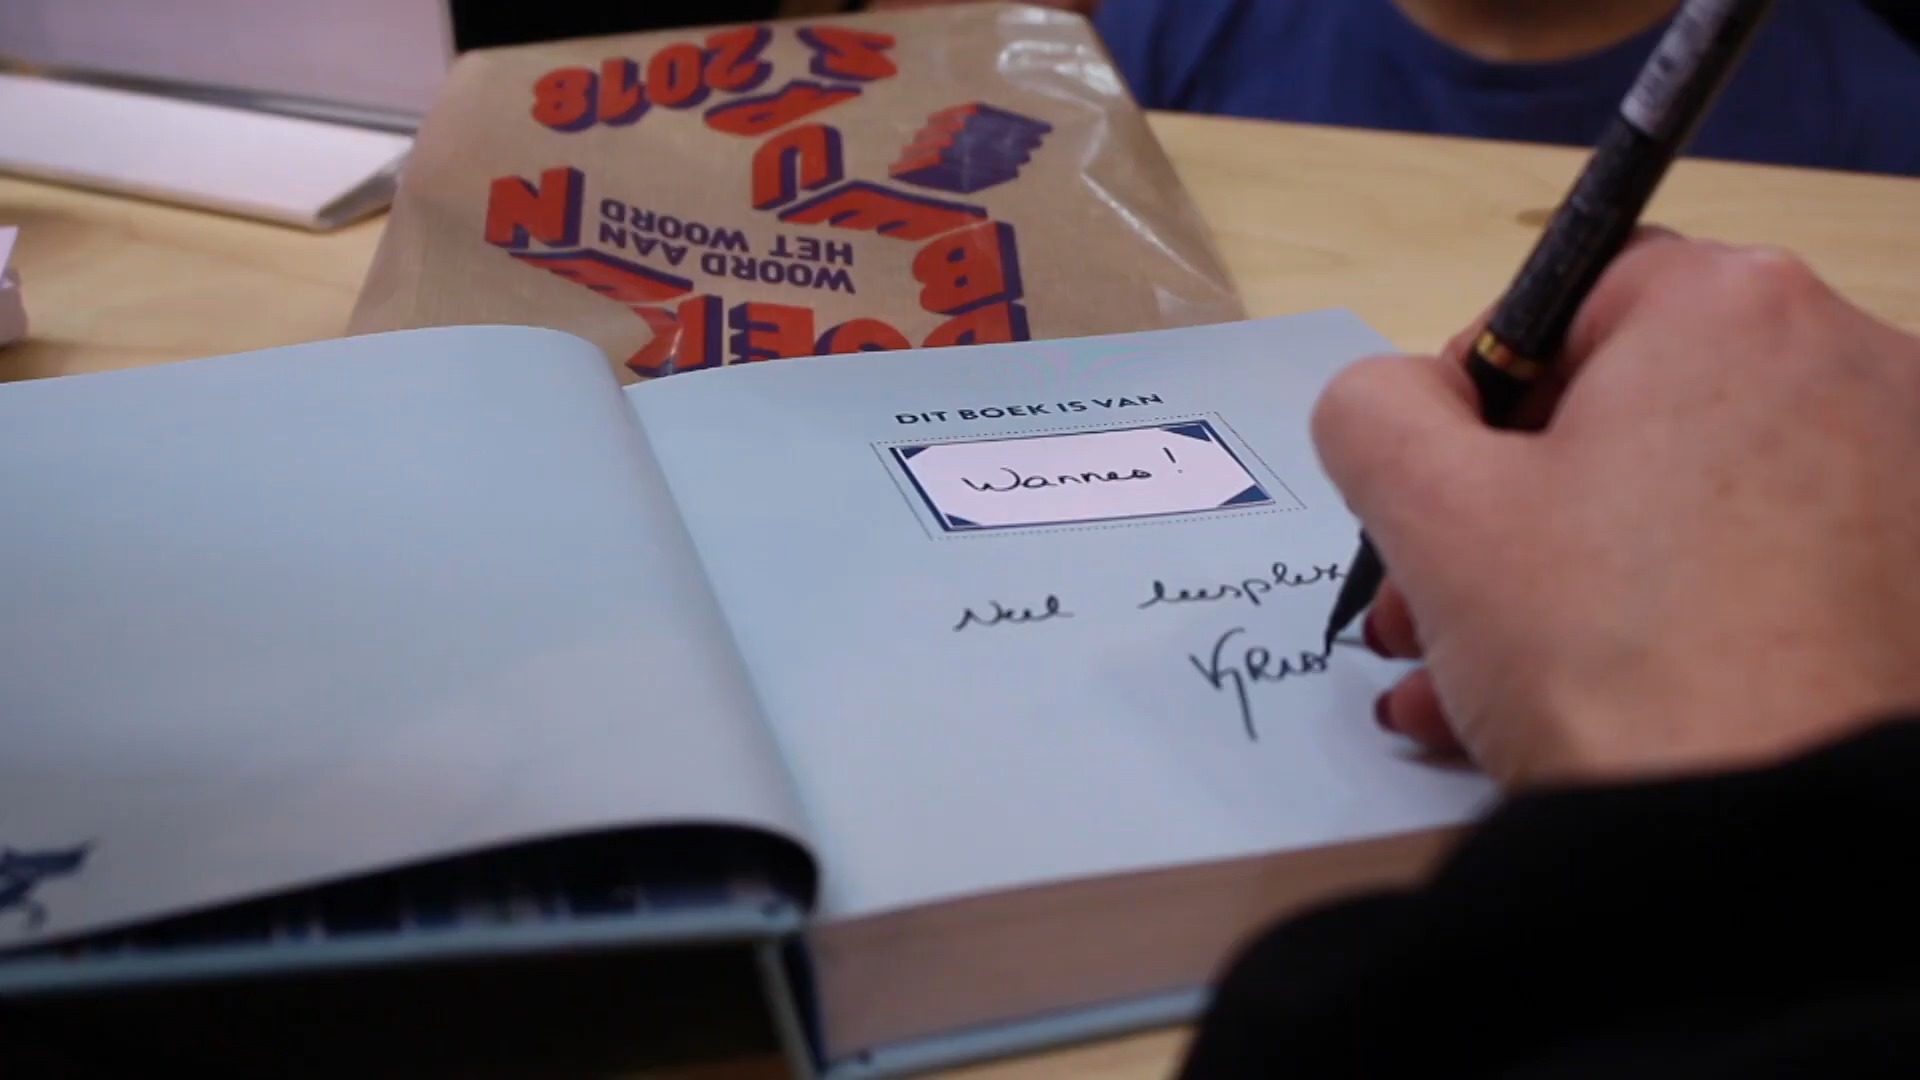 BOEKEN
BEURS
2018
WOORD AAN
HET WOORD
DIT BOEK IS VAN
Wannes!
Veel leesplez